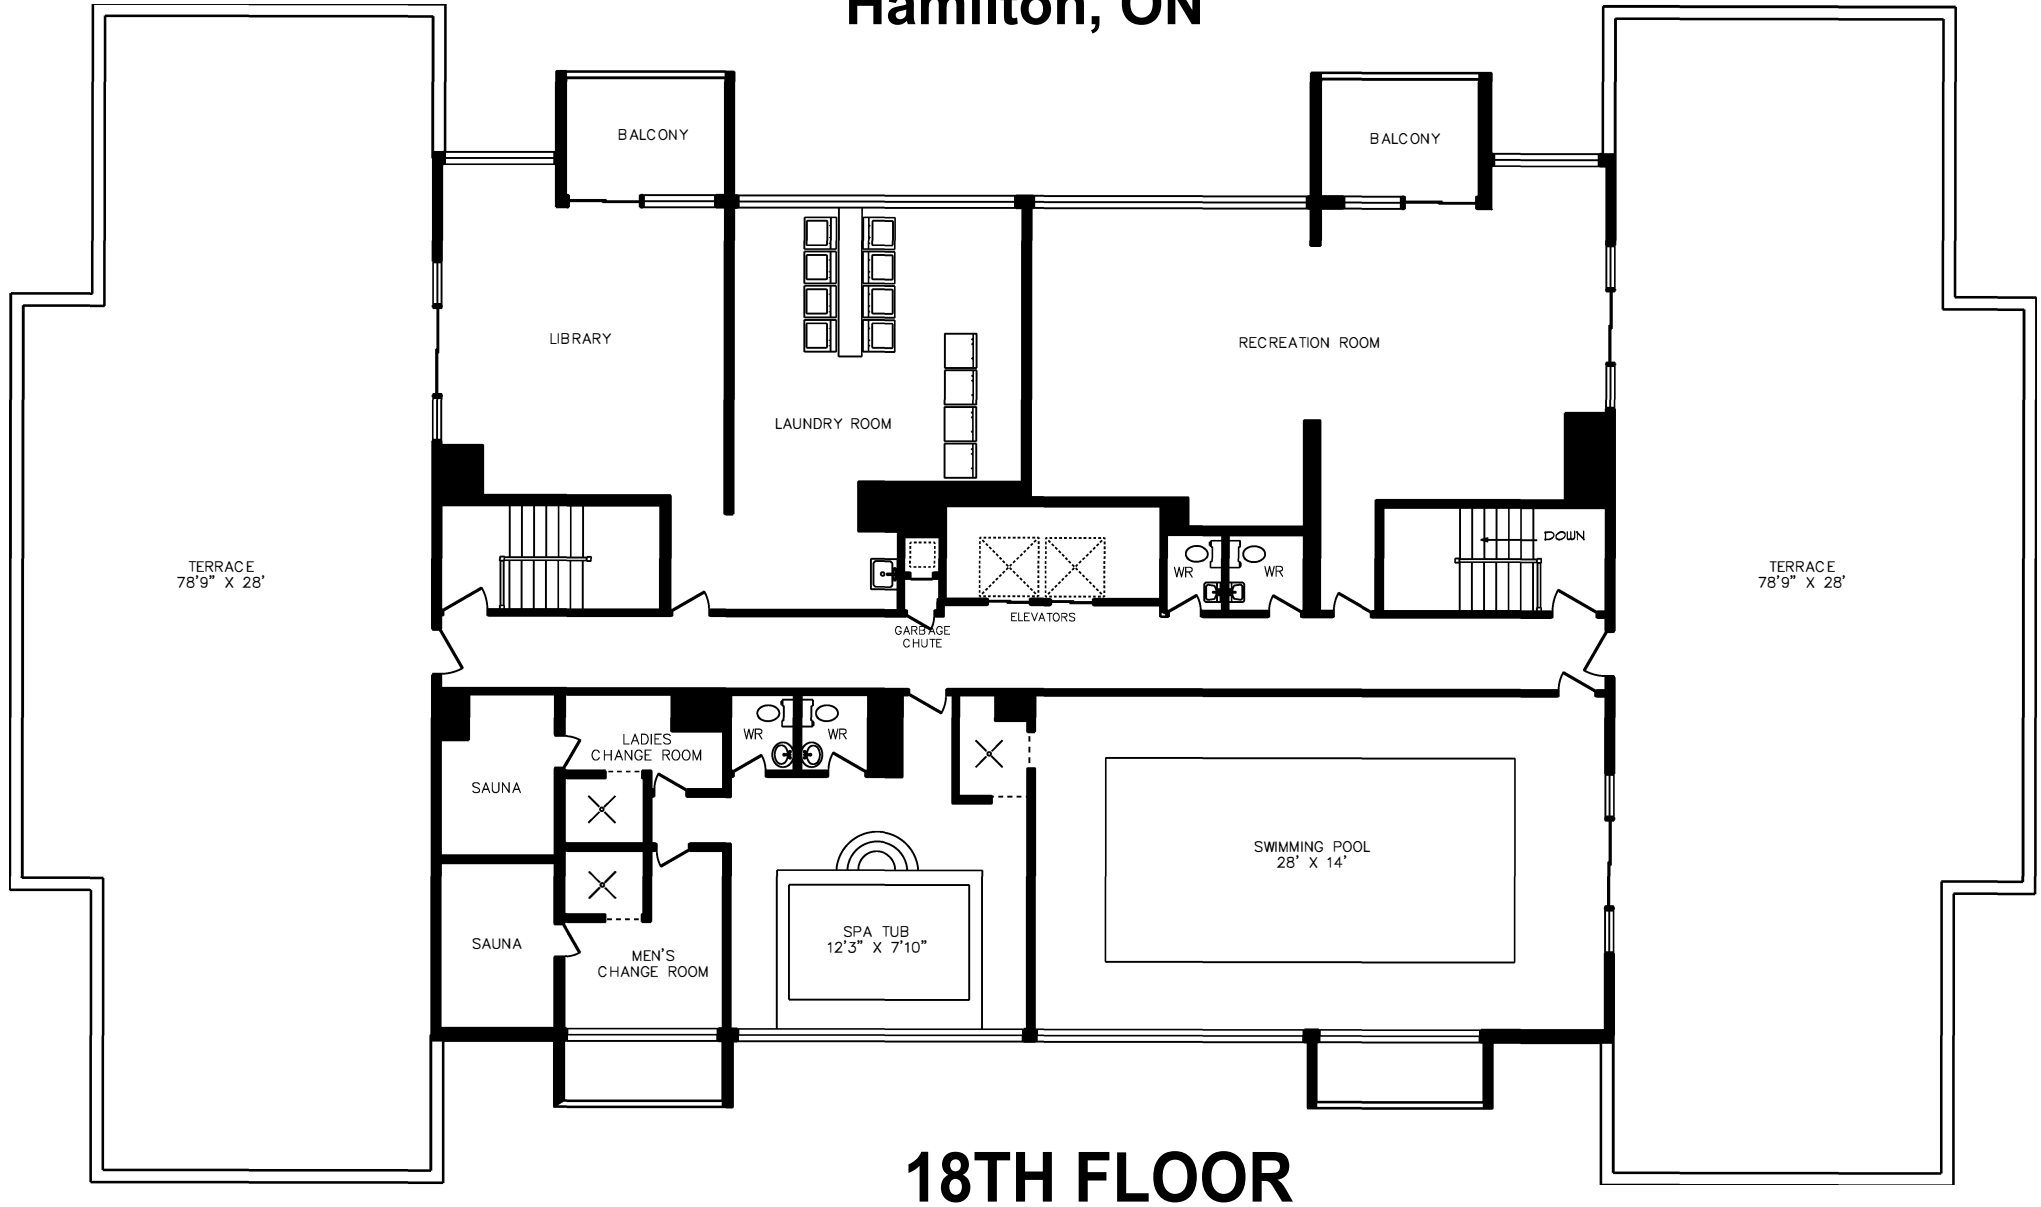 Hamilton, ON
BALCONY
BALCONY
LIBRARY
RECREATION ROOM
LAUNDRY ROOM
DOWN
TERRACE
78'9" X 28'
WR
WR
TERRACE
78'9" X 28'
ELEVATORS
GARBAGE
CHUTE
LADIES
CHANGE ROOM
WR
WR
SAUNA
SWIMMING POOL
28' X 14'
SPA TUB
12'3" X 7'10"
SAUNA
MEN'S
CHANGE ROOM
18TH FLOOR